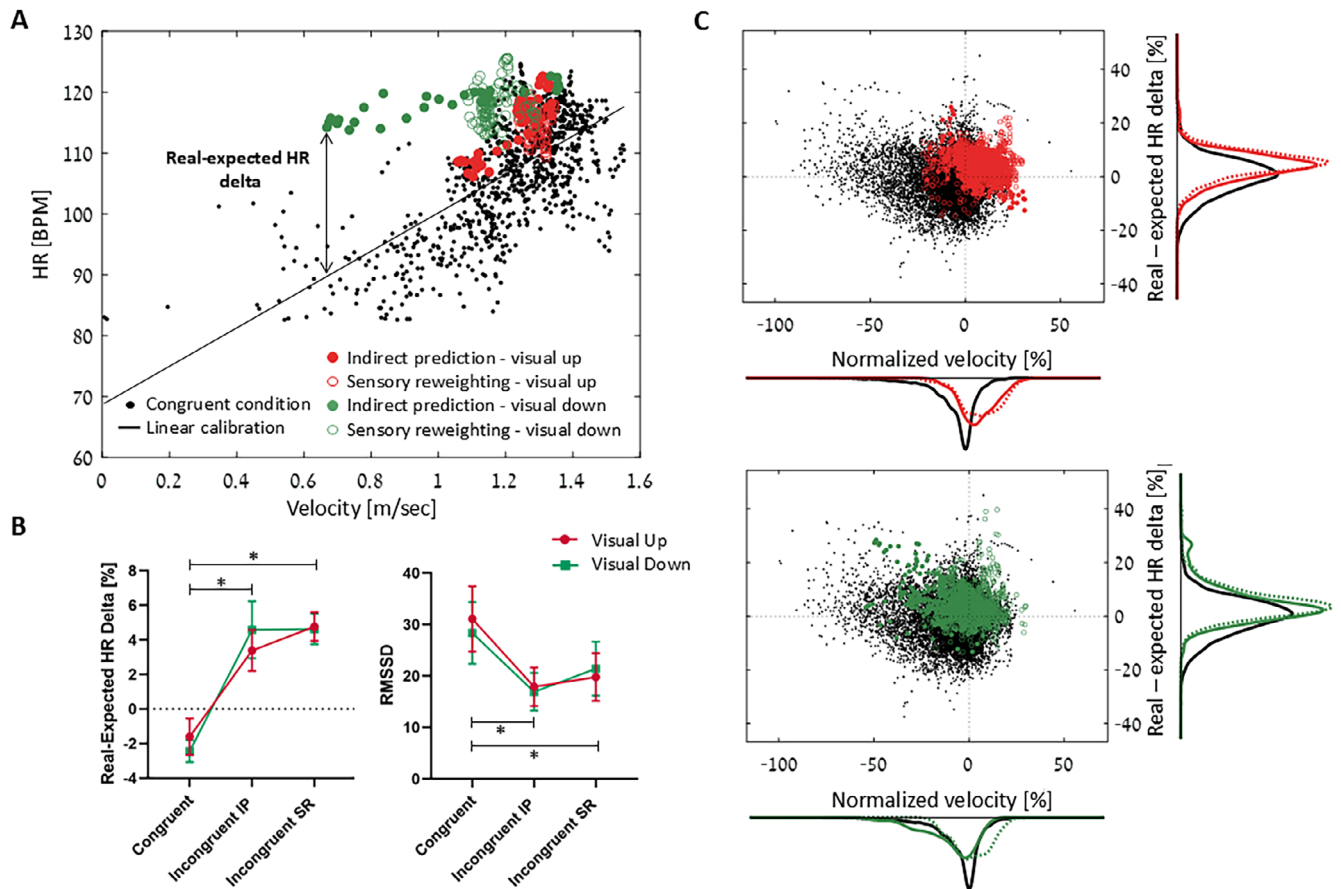 A
HR [BPM]
130
120
110
100
90
80
70
60
Real-expected HR
delta
Indirect prediction - visual up
Sensory reweighting - visual up
Indirect prediction - visual down
Sensory reweighting - visual down
Congruent condition
Linear calibration
0 0.2 0.4 0.6 0.8 1 1.2 1.4 1.6
Velocity [m/sec]
B
Visual Up
Visual Down
Real-Expected HR Delta [%]
8
6
4
2
0
-2
-4
*
*
Congruent
Incongruent IP
Incongruent SR
RMSSD
40
30
20
10
0
*
*
Congruent
Incongruent IP
Incongruent SR
C
Real – expected HR delta [%]
40
20
0
-20
-40
-100 -50 0 50
Normalized velocity [%]
Real – expected HR delta [%]
40
20
0
-20
-40
-100 -50 0 50
Normalized velocity [%]